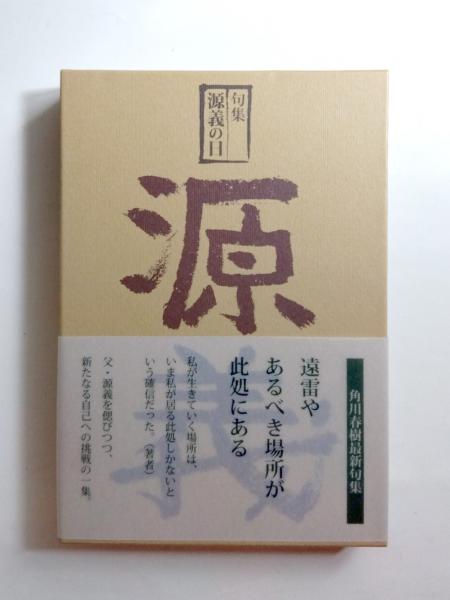 句集
源義の日
源
義
角川春樹最新句集
遠雷や
あるべき場所が
此処にある
私が生きていく場所は、
いま私が居る此処しかないと
いう確信だった。(著者)
父・源義を偲びつつ、
新たなる自己への挑戦の一集。